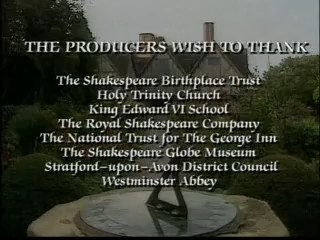 THE PRODUCERS WISH TO THANK
The Shakespeare Birthplace Trust
Holy Trinity Church
King Edward VI School
The Royal Shakespeare Company
The National Trust for The George Inn
The Shakespeare Globe Museum
Stratford-upon-Avon District Council
Westminster Abbey